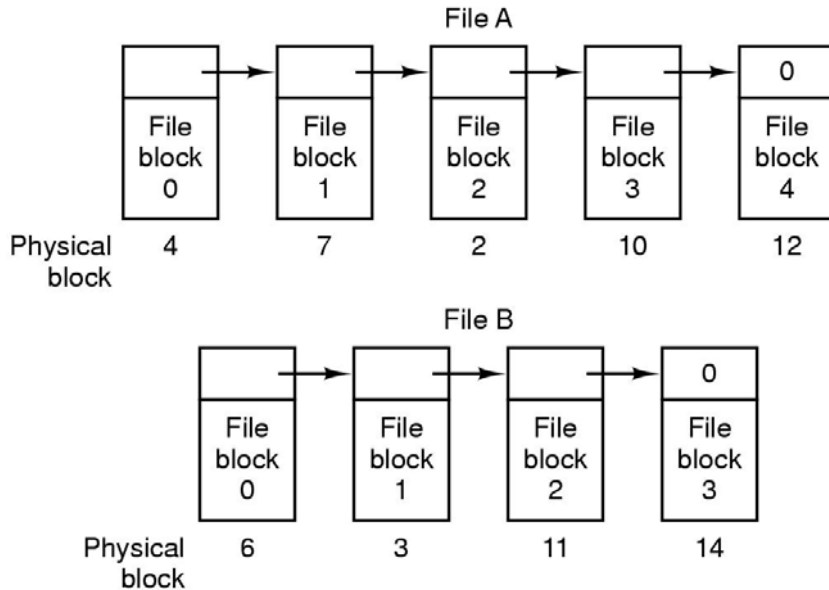 File A
0
File File File File File
block block block block block
0 1 2 3 4
Physical 4 7 2 10 12
block
File B
0
File File File File
block block block block
0 1 2 3
Physical 6 3 11 14
block